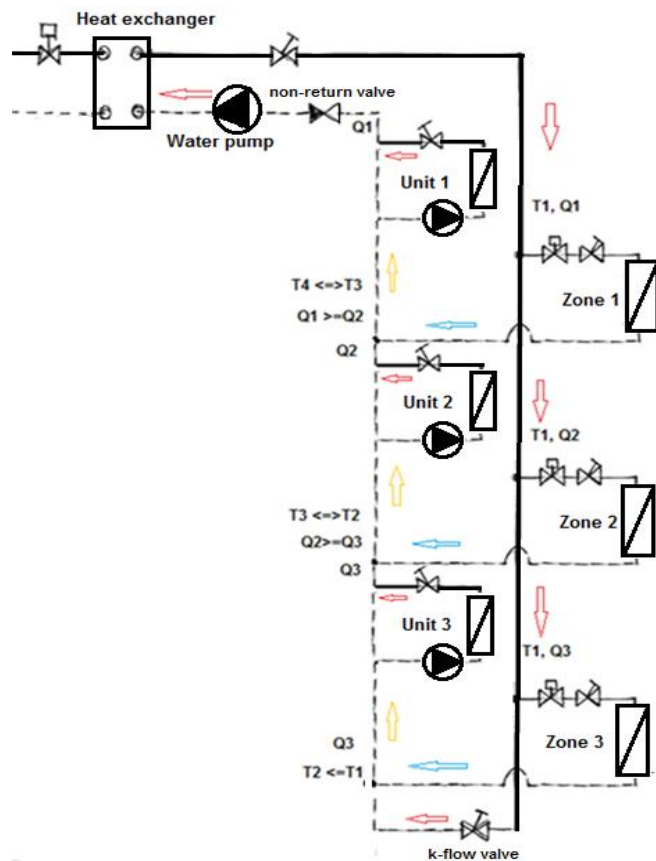 Heat exchanger
non-return valve
Water pump
Q1
Unit 1
T1, Q1
T4 <=>T3
Q1 >=Q2
Zone 1
Q2
Unit 2
T1, Q2
T3 <=>T2
Q2>=Q3
Zone 2
Q3
Unit 3
T1, Q3
Q3
T2 <=T1
Zone 3
k-flow valve